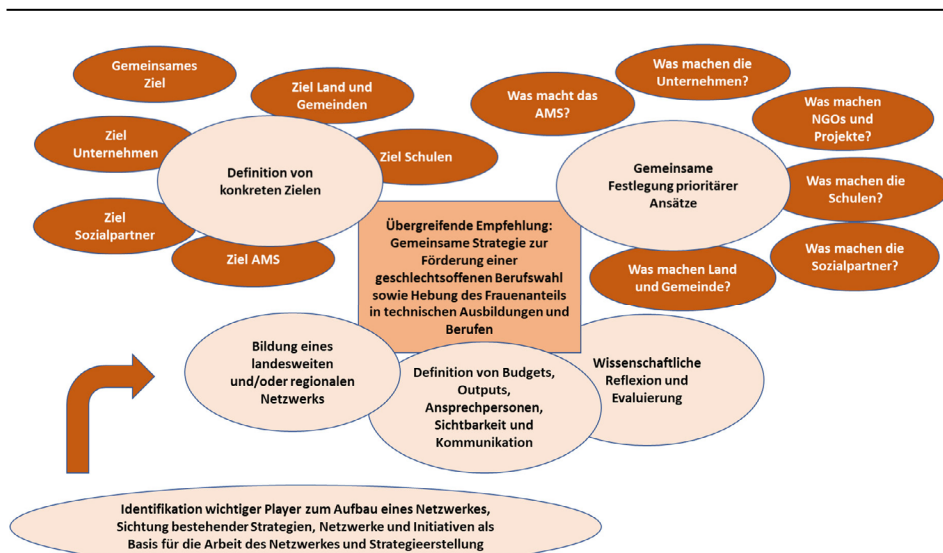 Gemeinsames
Ziel
Ziel Land und
Gemeinden
Ziel
Unternehmen
Ziel Schulen
Definition von
konkreten Zielen
Ziel
Sozialpartner
Ziel AMS
Was machen die
Unternehmen?
Was macht das
AMS?
Was machen
NGOs und
Projekte?
Gemeinsame
Festlegung prioritärer
Ansätze
Was machen die
Schulen?
Was machen die
Sozialpartner?
Was machen Land
und Gemeinde?
Übergreifende Empfehlung:
Gemeinsame Strategie zur
Förderung einer
geschlechtsoffenen Berufswahl
sowie Hebung des Frauenanteils
in technischen Ausbildungen und
Berufen
Bildung eines
landesweiten
und/oder regionalen
Netzwerks
Definition von Budgets,
Outputs,
Ansprechpersonen,
Sichtbarkeit und
Kommunikation
Wissenschaftliche
Reflexion und
Evaluierung
Identifikation wichtiger Player zum Aufbau eines Netzwerkes,
Sichtung bestehender Strategien, Netzwerke und Initiativen als
Basis für die Arbeit des Netzwerkes und Strategieerstellung